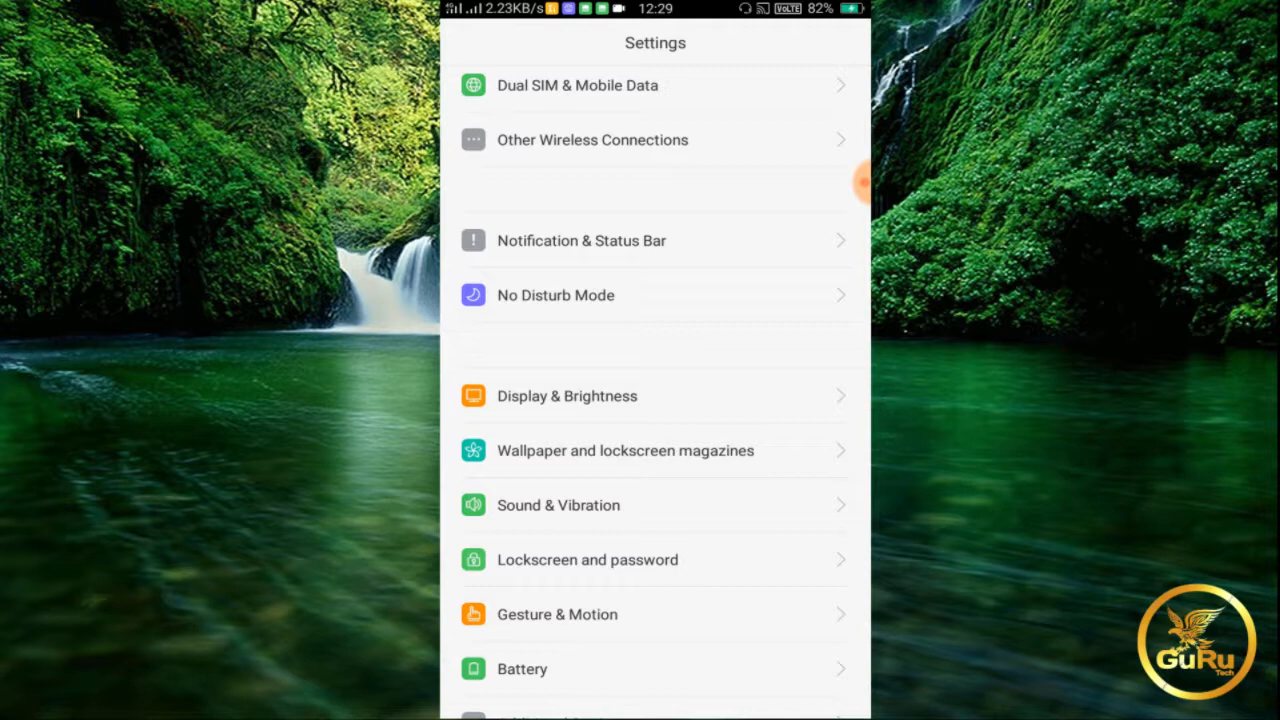 2.23KB/s 12:29 VoLTE 82%
Settings
Dual SIM & Mobile Data
Other Wireless Connections
Notification & Status Bar
No Disturb Mode
Display & Brightness
Wallpaper and lockscreen magazines
Sound & Vibration
Lockscreen and password
Gesture & Motion
Battery
GuRu
Tech